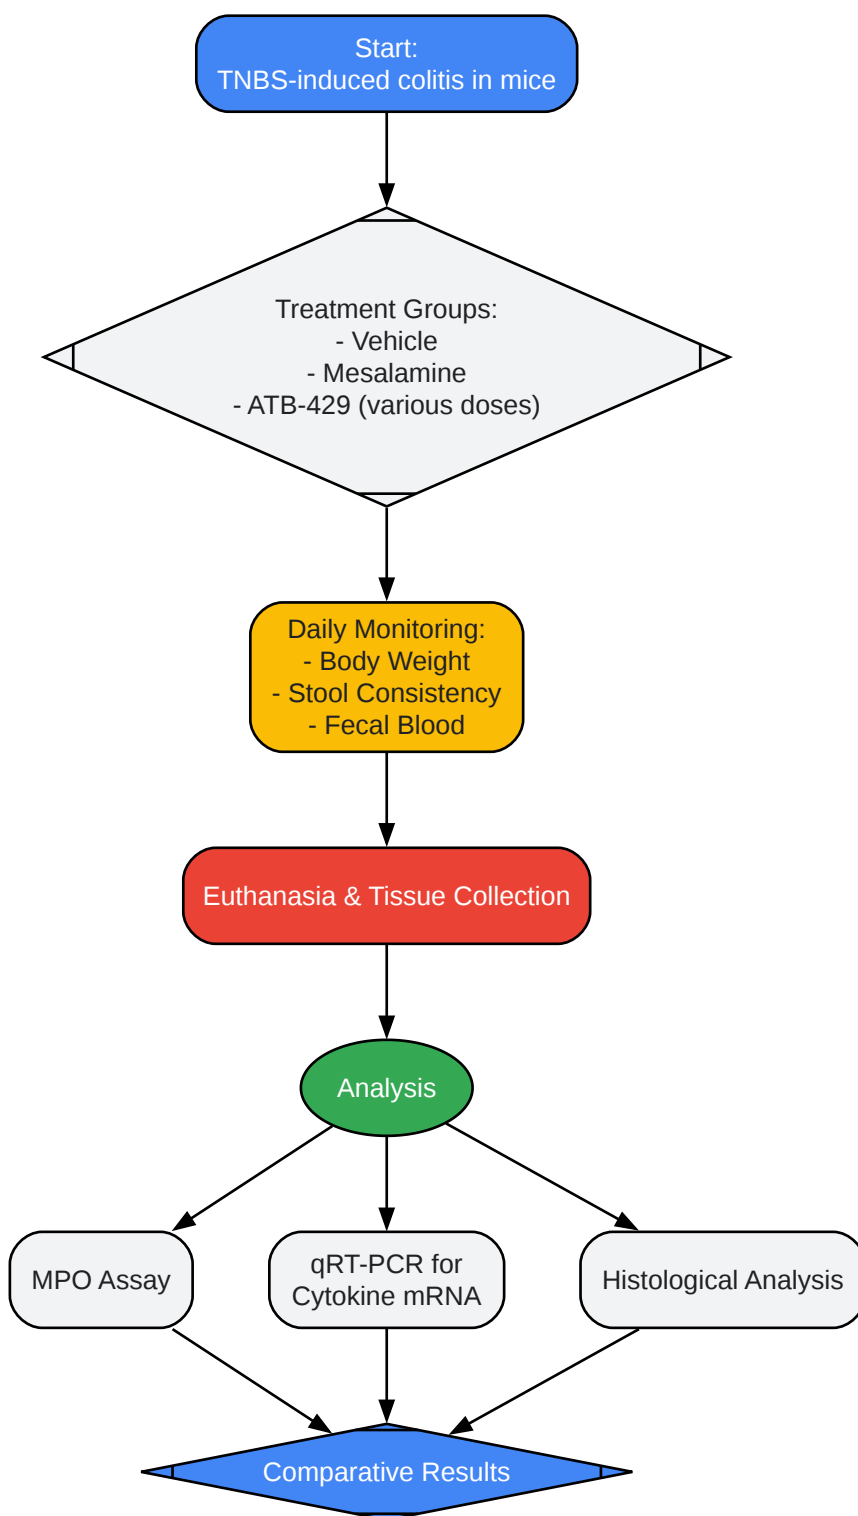 Start:
TNBS-induced colitis in mice
Treatment Groups:
- Vehicle
- Mesalamine
- ATB-429 (various doses)
Daily Monitoring:
- Body Weight
- Stool Consistency
- Fecal Blood
Euthanasia & Tissue Collection
Analysis
MPO Assay
qRT-PCR for
Cytokine mRNA
Histological Analysis
Comparative Results